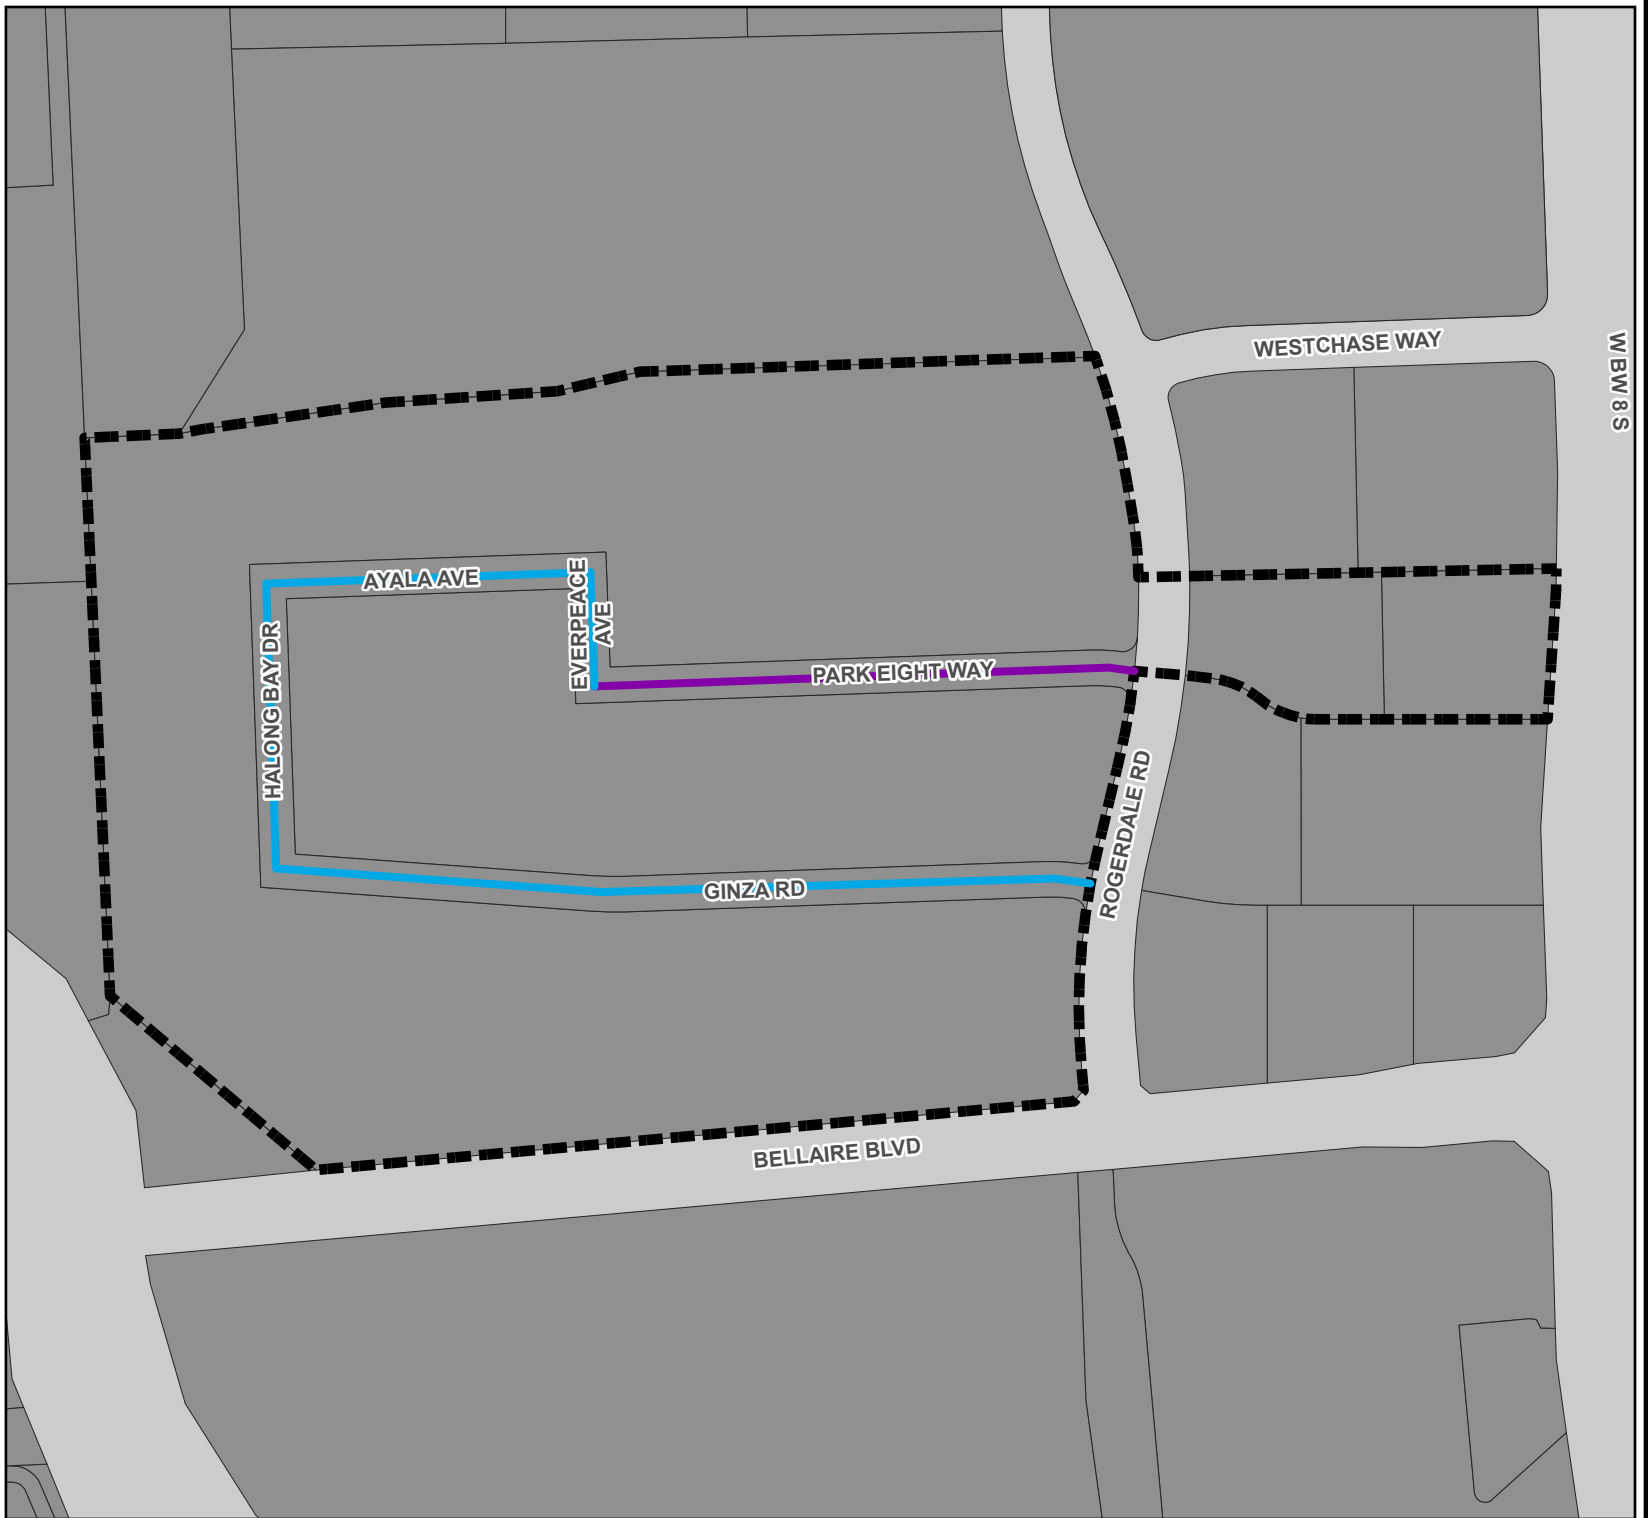 WESTCHASE WAY
W BW 8 S
AYALA AVE
EVERPEACE
AVE
HALONG BAY DR
PARK EIGHT WAY
ROGERDALE RD
GINZA RD
BELLAIRE BLVD